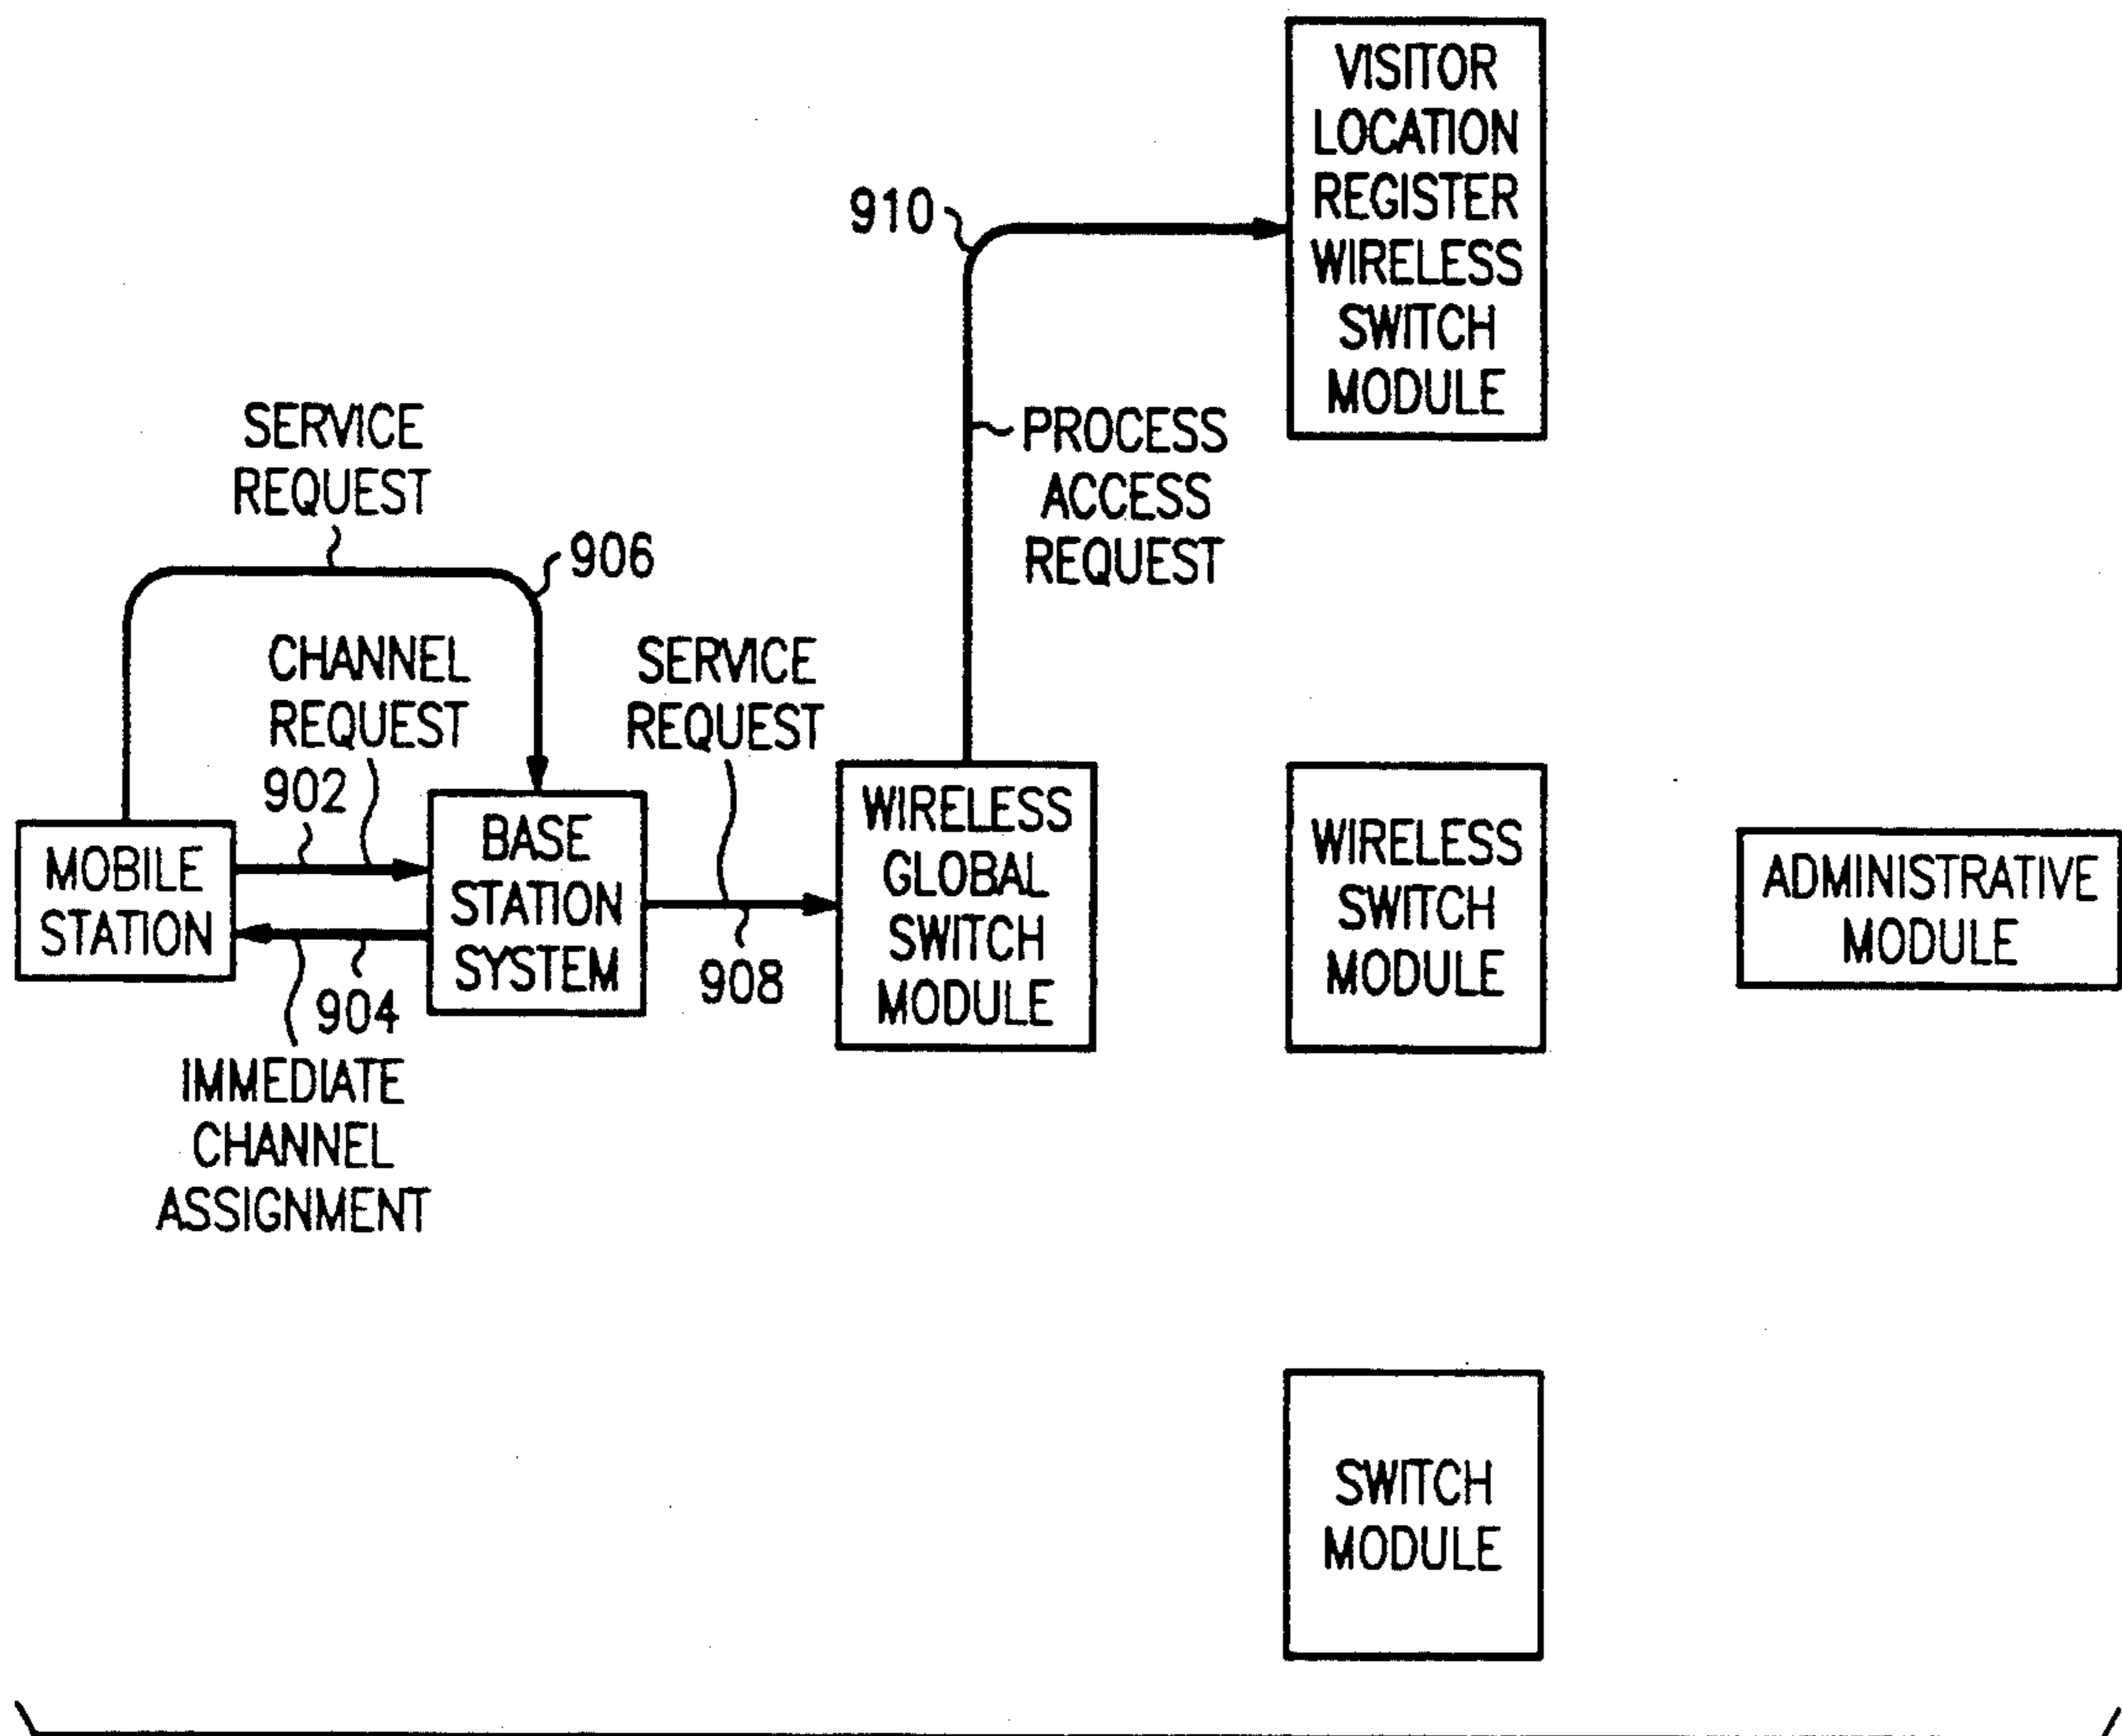 VISITOR
LOCATION
REGISTER
WIRELESS
SWITCH
MODULE
910
PROCESS
ACCESS
REQUEST
SERVICE
REQUEST
906
CHANNEL
REQUEST
902
SERVICE
REQUEST
MOBILE
STATION
BASE
STATION
SYSTEM
904
IMMEDIATE
CHANNEL
ASSIGNMENT
908
WIRELESS
GLOBAL
SWITCH
MODULE
WIRELESS
SWITCH
MODULE
ADMINISTRATIVE
MODULE
SWITCH
MODULE